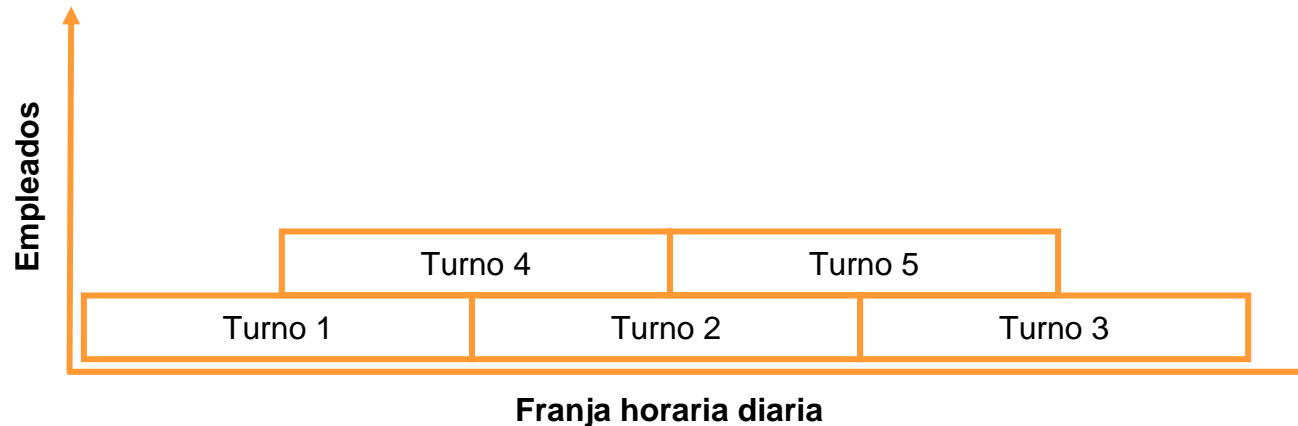 Empleados
Turno 4
Turno 5
Turno 1
Turno 2
Turno 3
Franja horaria diaria